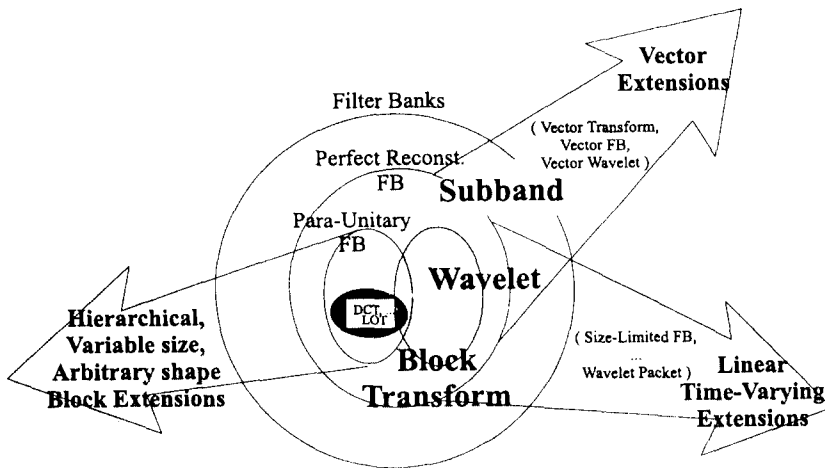 Vector
Extensions
Filter Banks
( Vector Transform,
Vector FB,
Vector Wavelet )
Perfect Reconst.
FB
Subband
Para-Unitary
FB
Wavelet
DCT, ...
LOT
Hierarchical,
Variable size,
Arbitrary shape
Block Extensions
Block
Transform
( Size-Limited FB,
...
Wavelet Packet )
Linear
Time-Varying
Extensions